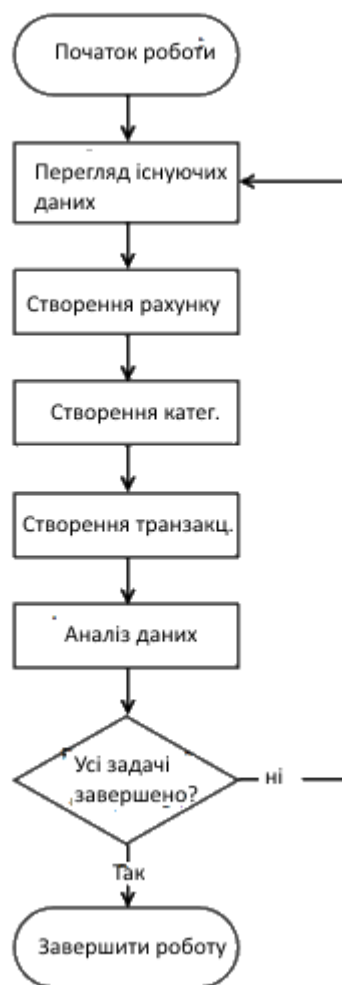 Початок роботи
Перегляд існуючих
даних
Створення рахунку
Створення катег.
Створення транзакц.
Аналіз даних
Усі задачі
завершено?
ні
Так
Завершити роботу